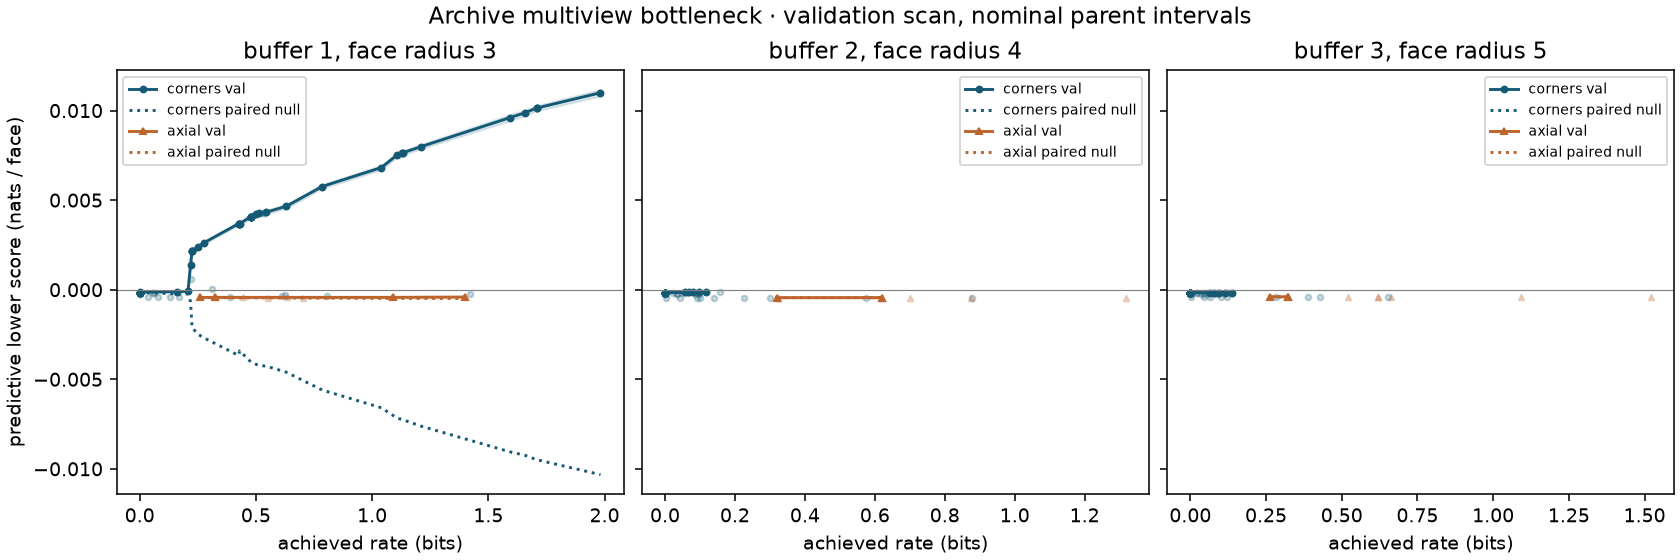 Archive multiview bottleneck · validation scan, nominal parent intervals
buffer 1, face radius 3
buffer 2, face radius 4
buffer 3, face radius 5
predictive lower score (nats / face)
0.010
0.005
0.000
−0.005
−0.010
corners val
corners paired null
axial val
axial paired null
corners val
corners paired null
axial val
axial paired null
corners val
corners paired null
axial val
axial paired null
0.0 0.5 1.0 1.5 2.0
0.0 0.2 0.4 0.6 0.8 1.0 1.2
0.00 0.25 0.50 0.75 1.00 1.25 1.50
achieved rate (bits)
achieved rate (bits)
achieved rate (bits)